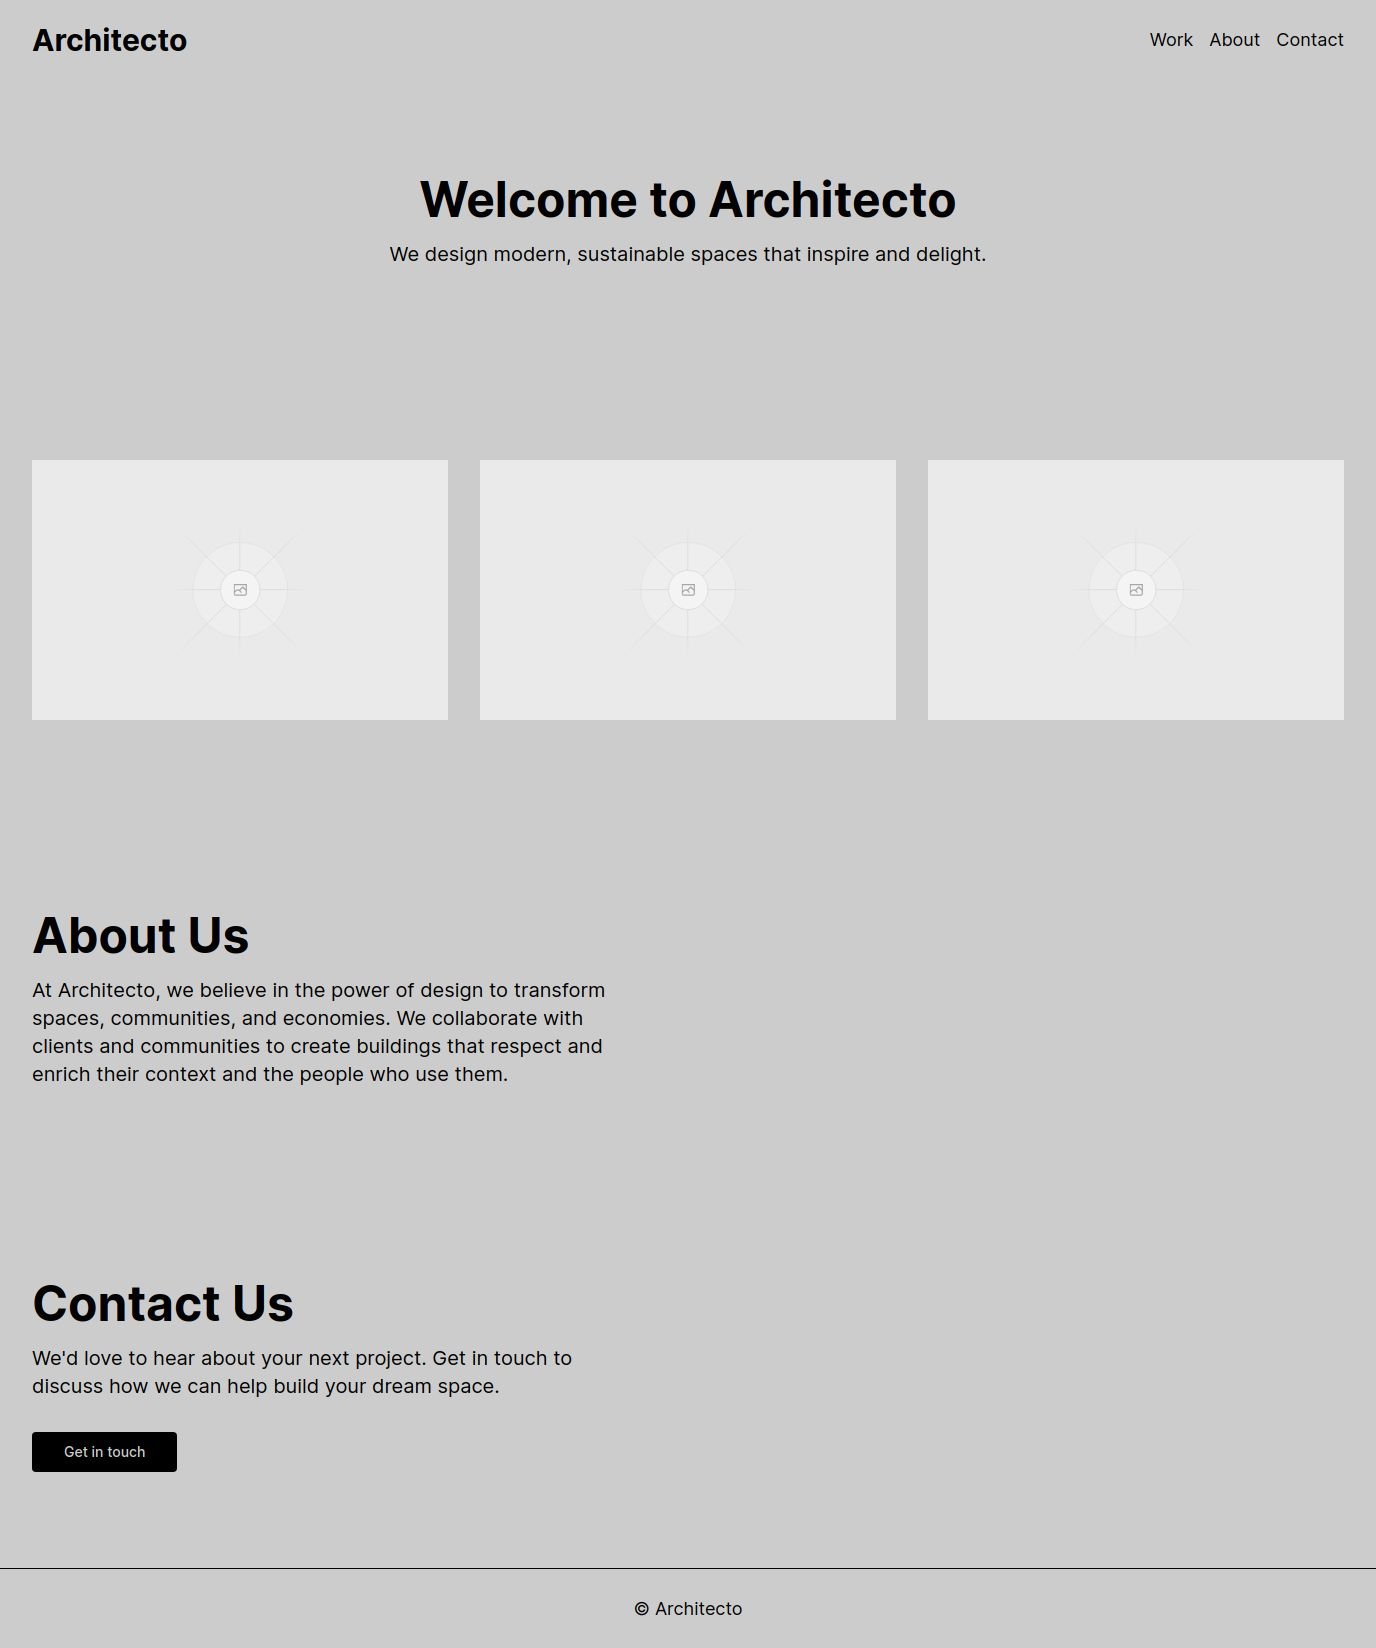 Architecto
Work About Contact
Welcome to Architecto
We design modern, sustainable spaces that inspire and delight.
About Us
At Architecto, we believe in the power of design to transform
spaces, communities, and economies. We collaborate with
clients and communities to create buildings that respect and
enrich their context and the people who use them.
Contact Us
We'd love to hear about your next project. Get in touch to
discuss how we can help build your dream space.
Get in touch
© Architecto